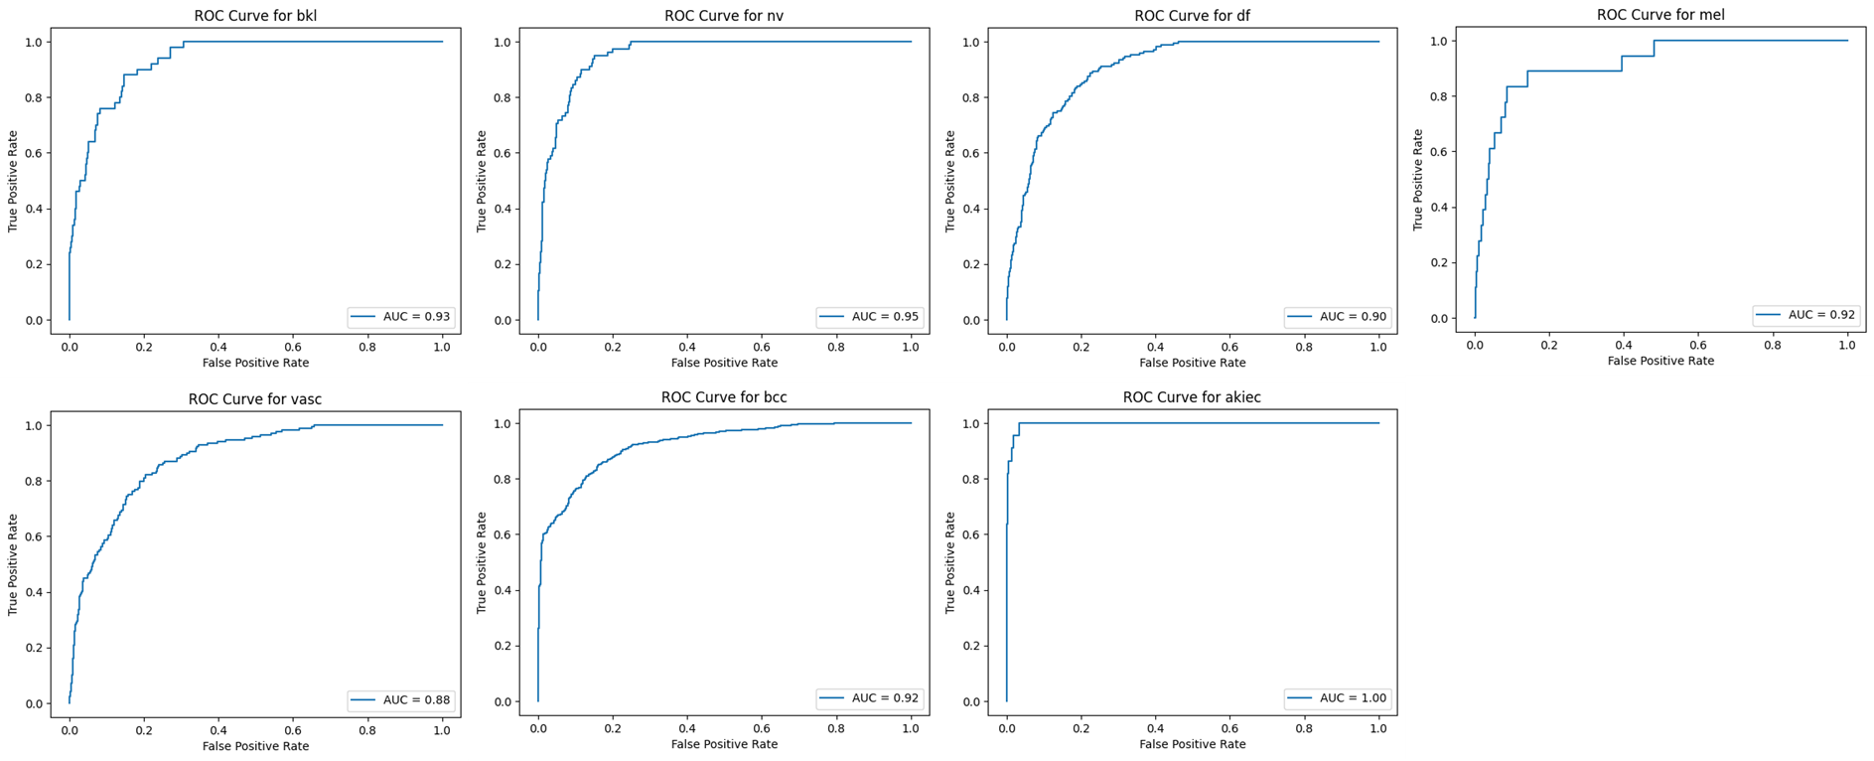 ROC Curve for bkl
True Positive Rate
1.0
0.8
0.6
0.4
0.2
0.0
AUC = 0.93
0.0 0.2 0.4 0.6 0.8 1.0
False Positive Rate
ROC Curve for nv
True Positive Rate
1.0
0.8
0.6
0.4
0.2
0.0
AUC = 0.95
0.0 0.2 0.4 0.6 0.8 1.0
False Positive Rate
ROC Curve for df
True Positive Rate
1.0
0.8
0.6
0.4
0.2
0.0
AUC = 0.90
0.0 0.2 0.4 0.6 0.8 1.0
False Positive Rate
ROC Curve for mel
True Positive Rate
1.0
0.8
0.6
0.4
0.2
0.0
AUC = 0.92
0.0 0.2 0.4 0.6 0.8 1.0
False Positive Rate
ROC Curve for vasc
True Positive Rate
1.0
0.8
0.6
0.4
0.2
0.0
AUC = 0.88
0.0 0.2 0.4 0.6 0.8 1.0
False Positive Rate
ROC Curve for bcc
True Positive Rate
1.0
0.8
0.6
0.4
0.2
0.0
AUC = 0.92
0.0 0.2 0.4 0.6 0.8 1.0
False Positive Rate
ROC Curve for akiec
True Positive Rate
1.0
0.8
0.6
0.4
0.2
0.0
AUC = 1.00
0.0 0.2 0.4 0.6 0.8 1.0
False Positive Rate